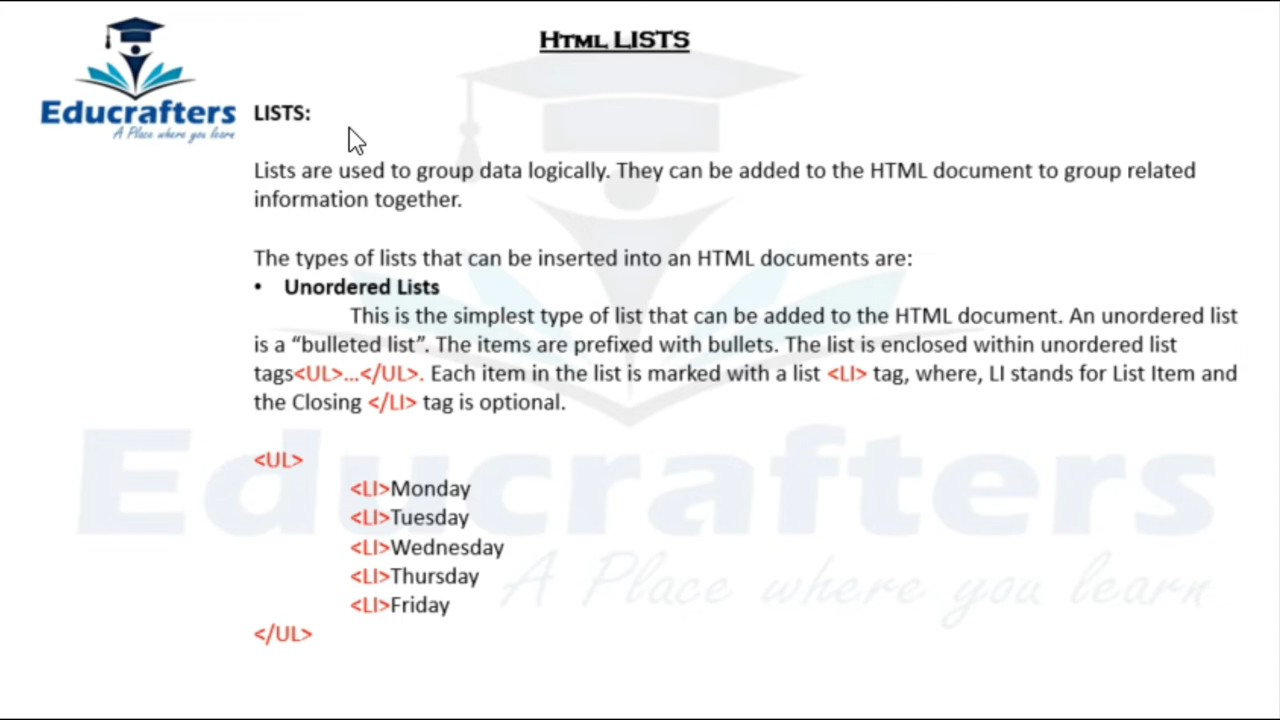 Html LISTS
Educrafters
A Place where you learn
LISTS:
Lists are used to group data logically. They can be added to the HTML document to group related
information together.
The types of lists that can be inserted into an HTML documents are:
• Unordered Lists
This is the simplest type of list that can be added to the HTML document. An unordered list
is a “bulleted list”. The items are prefixed with bullets. The list is enclosed within unordered list
tags<UL>...</UL>. Each item in the list is marked with a list <LI> tag, where, LI stands for List Item and
the Closing </LI> tag is optional.
<UL>
<LI>Monday
<LI>Tuesday
<LI>Wednesday
<LI>Thursday
<LI>Friday
</UL>
Educrafters
A Place where you learn